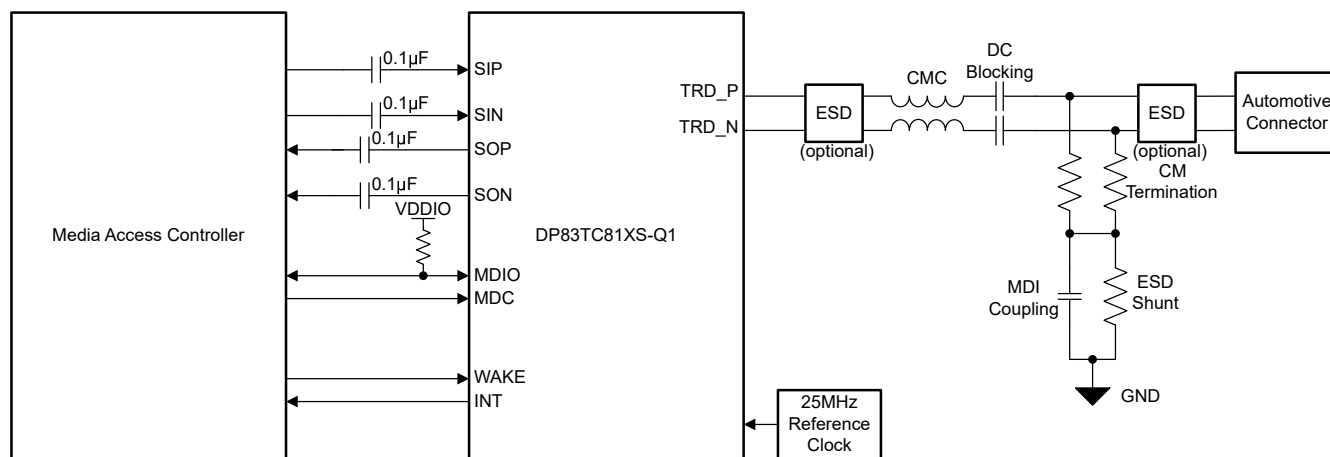 Media Access Controller
0.1µF
SIP
0.1µF
SIN
0.1µF
SOP
0.1µF
SON
VDDIO
MDIO
MDC
WAKE
INT
DP83TC81XS-Q1
TRD_P
TRD_N
ESD
(optional)
CMC
DC
Blocking
ESD
(optional)
CM
Termination
Automotive
Connector
MDI
Coupling
ESD
Shunt
GND
25MHz
Reference
Clock